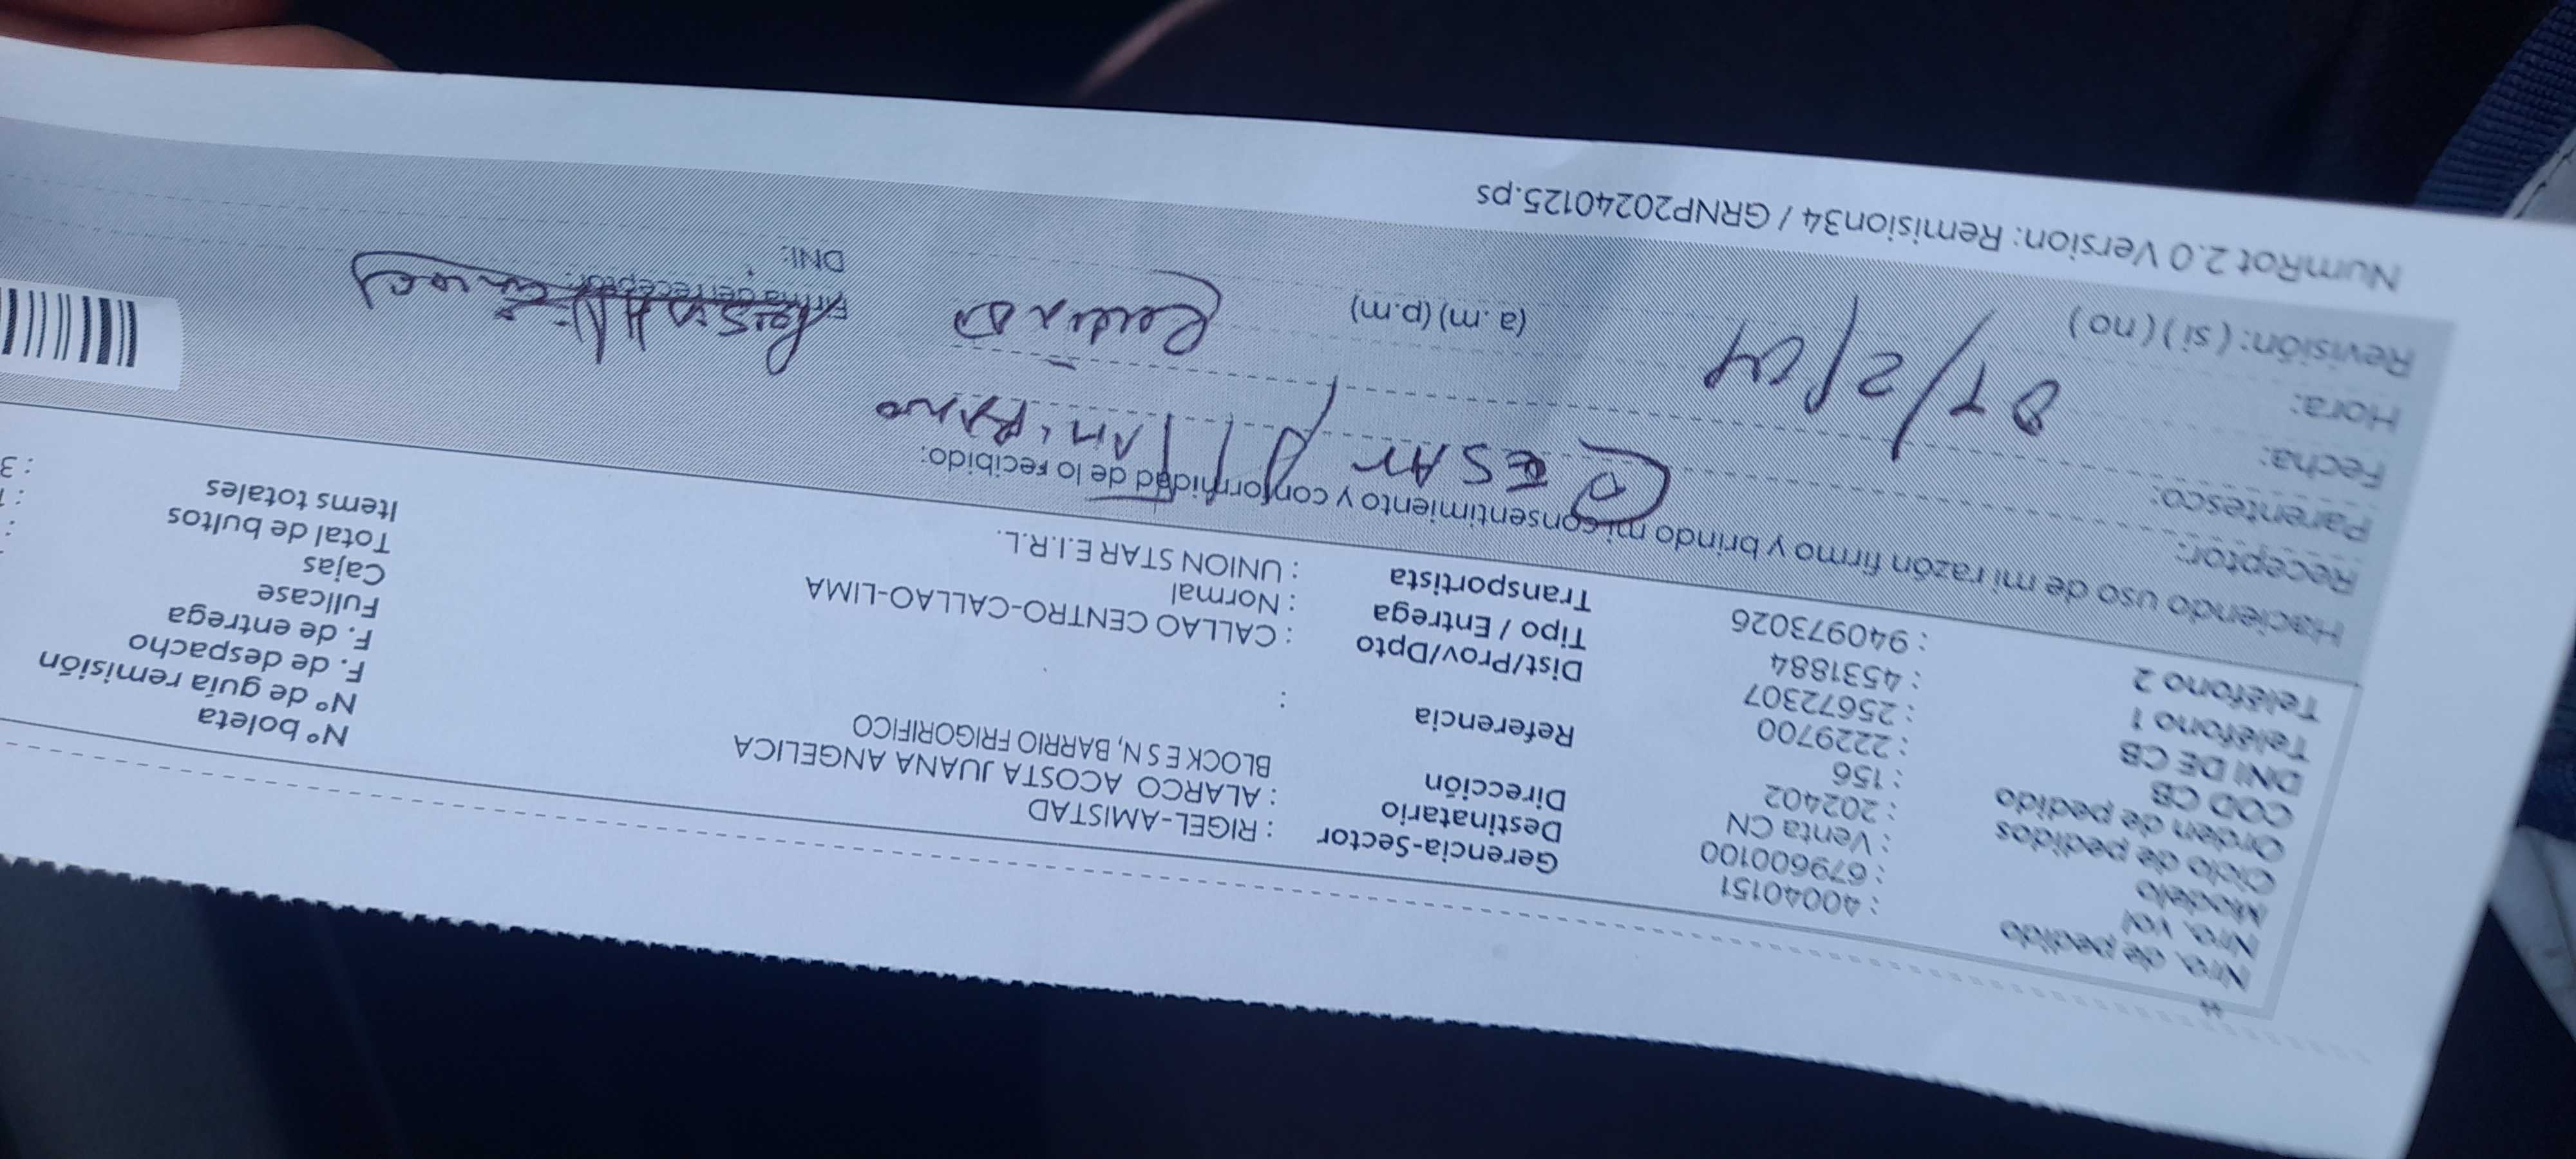 Nro. de pedido : 40040151
Nro. vol : 679600100
Modelo : Venta CN
Ciclo de pedidos : 202402
Orden de pedido : 156
COD CB : 2229700
DNI DE CB : 25672307
Teléfono 1 : 4531884
Teléfono 2 : 940973026
Gerencia-Sector : RIGEL-AMISTAD
Destinatario : ALARCO ACOSTA JUANA ANGELICA
Dirección BLOCK E S N, BARRIO FRIGORIFICO
Referencia :
Dist/Prov/Dpto : CALLAO CENTRO-CALLAO-LIMA
Tipo / Entrega : Normal
Transportista : UNION STAR E.I.R.L.
N° boleta
N° de guía remisión
F. de despacho
F. de entrega
Fullcase
Cajas
Total de bultos
Items totales : 3
Haciendo uso de mi razón firmo y brindo mi consentimiento y conformidad de lo recibido:
Receptor: CESAR
Parentesco:
Fecha:
Hora: (a .m) (p.m)
Revisión: ( si ) ( no )
Firma del receptor:
DNI:
NumRot 2.0 Version: Remision34 / GRNP20240125.ps